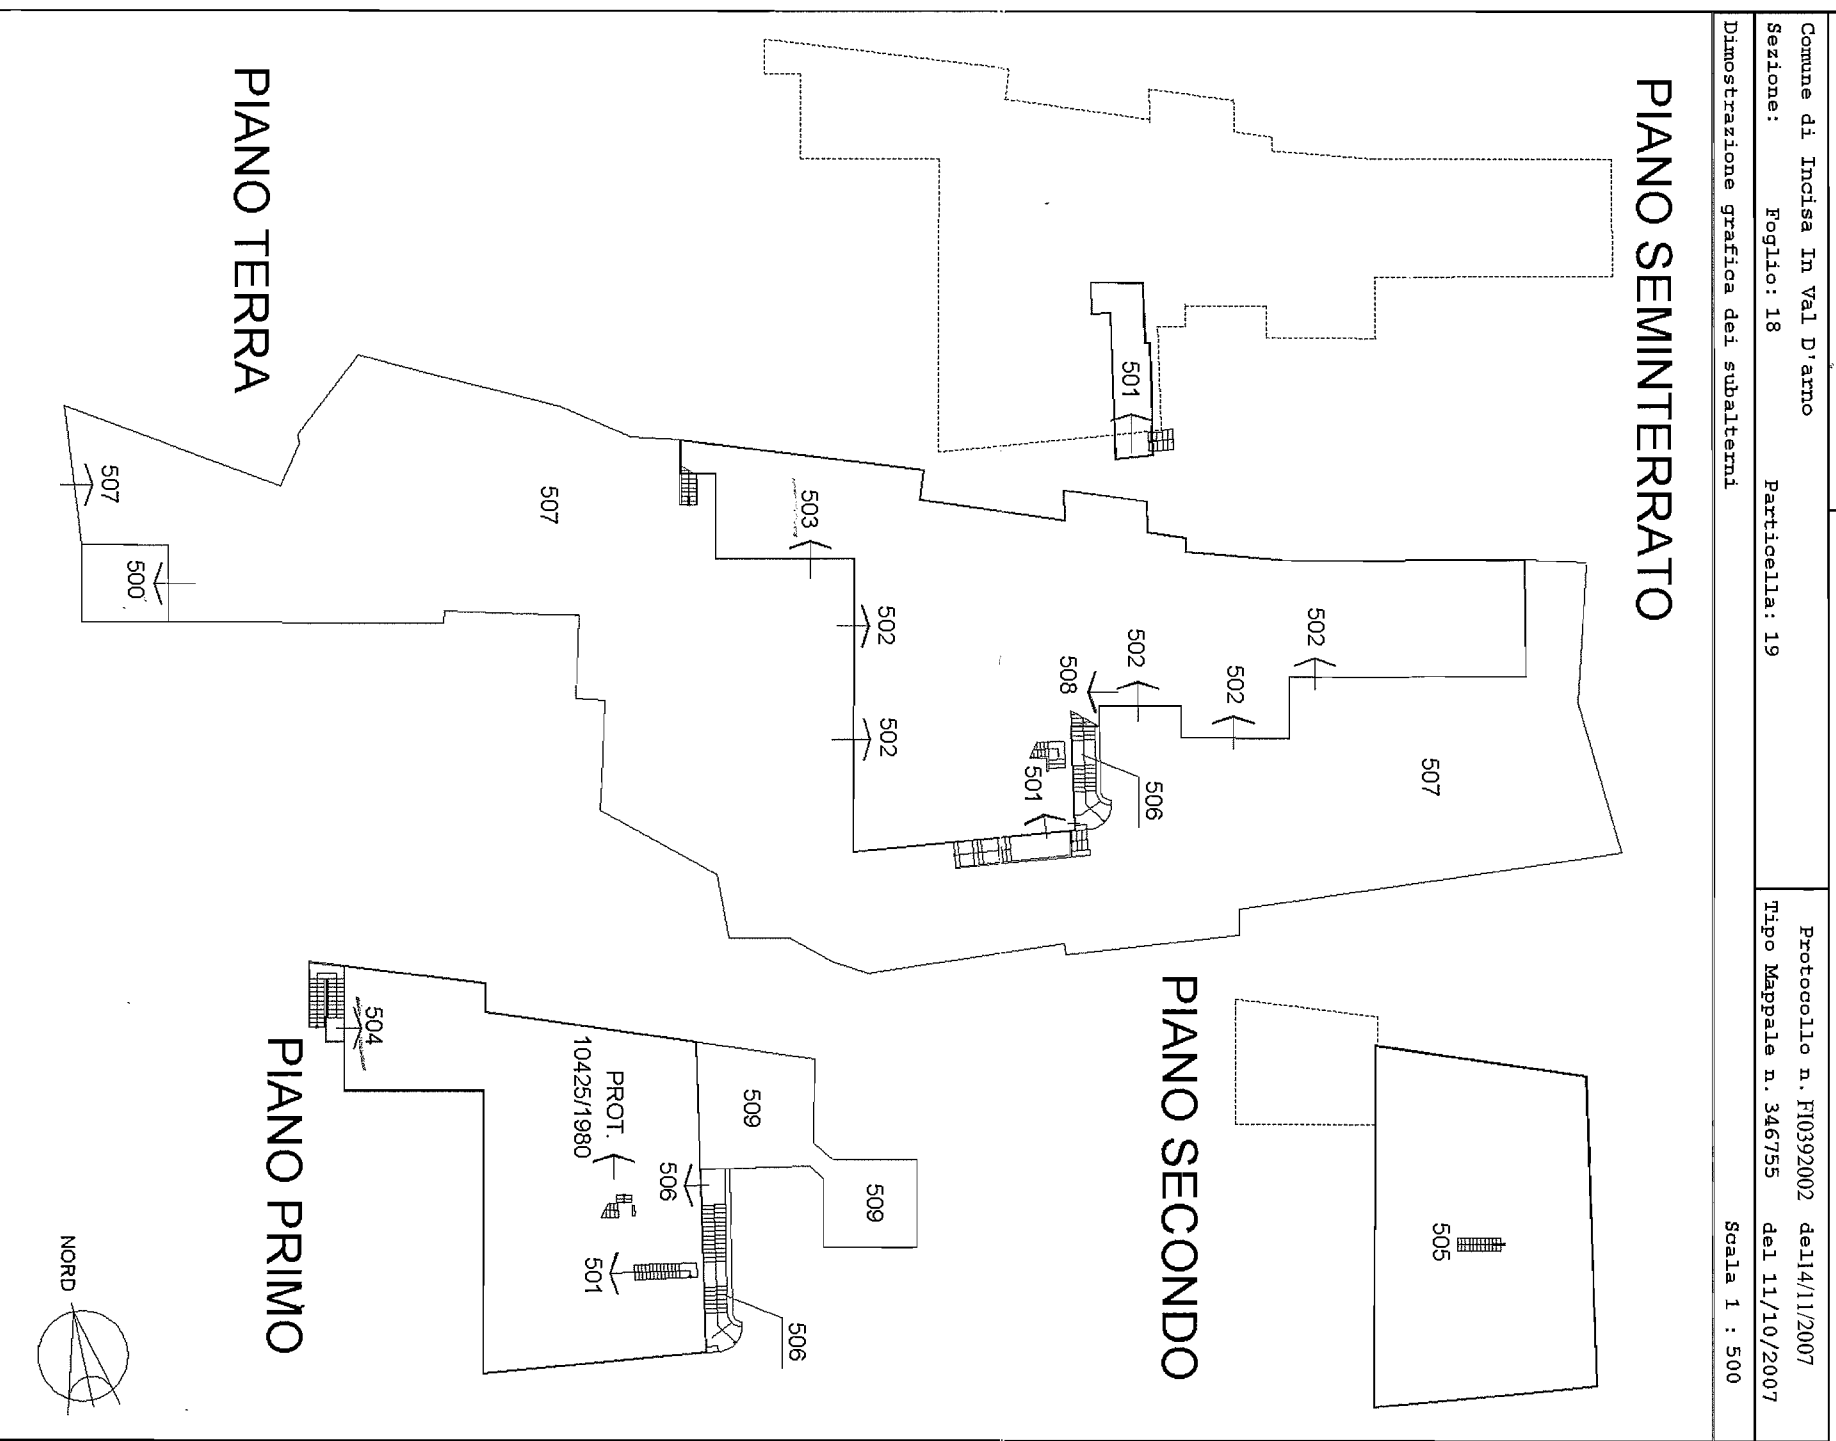 Comune di Incisa In Val D'arno
Sezione: Foglio: 18 Particella: 19
Protocollo n. FI0392002 del14/11/2007
Tipo Mappale n. 346755 del 11/10/2007
Dimostrazione grafica dei subalterni
Scala 1 : 500
PIANO SEMINTERRATO
501
PIANO SECONDO
505
PIANO TERRA
507
502
502
502
508
506
501
502
502
503
507
507
500
PIANO PRIMO
509
509
506
506
501
PROT.
10425/1980
504
NORD